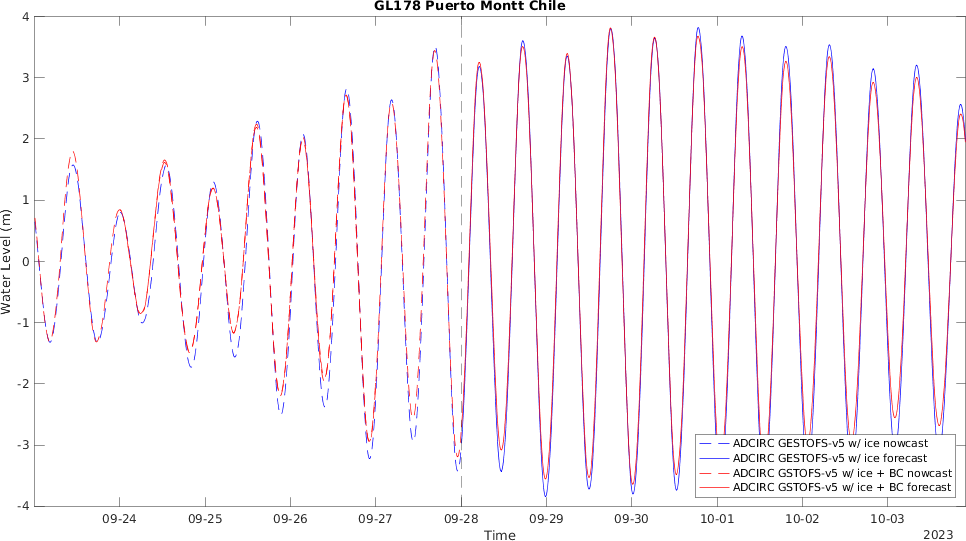 GL178 Puerto Montt Chile
4
3
2
1
0
-1
-2
-3
-4
Water Level (m)
ADCIRC GESTOFS-v5 w/ ice nowcast
ADCIRC GESTOFS-v5 w/ ice forecast
ADCIRC GSTOFS-v5 w/ ice + BC nowcast
ADCIRC GSTOFS-v5 w/ ice + BC forecast
09-24 09-25 09-26 09-27 09-28 09-29 09-30 10-01 10-02 10-03
Time
2023